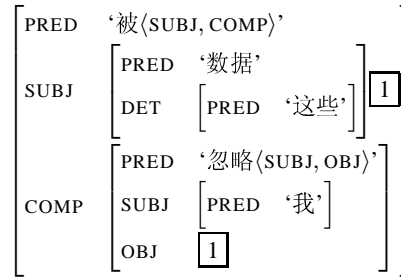 PRED ‘被⟨SUBJ, COMP⟩’
PRED ‘数据’
SUBJ
DET [PRED ‘这些’] 1
PRED ‘忽略⟨SUBJ, OBJ⟩’
COMP SUBJ [PRED ‘我’]
OBJ 1